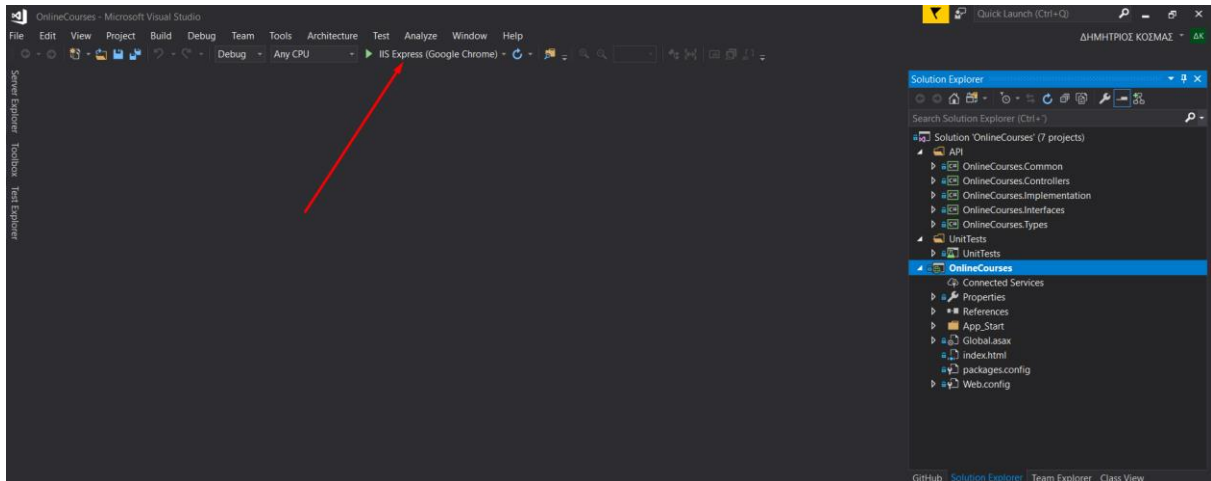 OnlineCourses - Microsoft Visual Studio
Quick Launch (Ctrl+Q)
File Edit View Project Build Debug Team Tools Architecture Test Analyze Window Help
ΔΗΜΗΤΡΙΟΣ ΚΟΣΜΑΣ ΔΚ
Debug Any CPU IIS Express (Google Chrome)
Server Explorer
Toolbox
Test Explorer
Solution Explorer
Search Solution Explorer (Ctrl+')
Solution 'OnlineCourses' (7 projects)
API
OnlineCourses.Common
OnlineCourses.Controllers
OnlineCourses.Implementation
OnlineCourses.Interfaces
OnlineCourses.Types
UnitTests
UnitTests
OnlineCourses
Connected Services
Properties
References
App_Start
Global.asax
index.html
packages.config
Web.config
GitHub Solution Explorer Team Explorer Class View